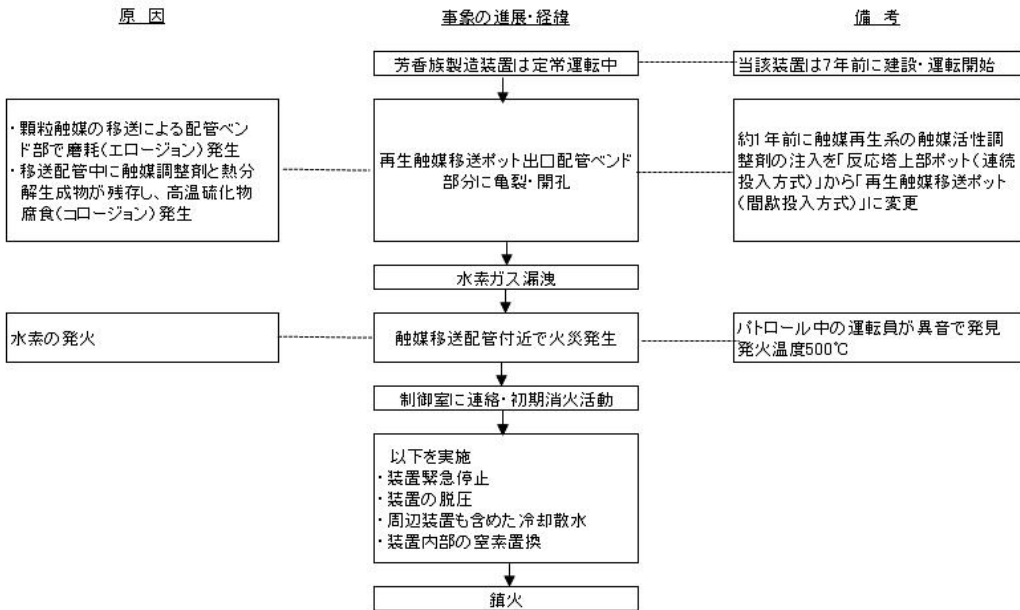 原 因
事象の進展・経緯
備 考
芳香族製造装置は定常運転中
当該装置は7年前に建設・運転開始
・顆粒触媒の移送による配管ベン
ド部で磨耗(エロージョン)発生
・移送配管中に触媒調整剤と熱分
解生成物が残存し、高温硫化物
腐食(コロージョン)発生
再生触媒移送ポット出口配管ベンド
部分に亀裂・開孔
約1年前に触媒再生系の触媒活性調
整剤の注入を「反応塔上部ポット(連続
投入方式)」から「再生触媒移送ポット
(間歇投入方式)」に変更
水素ガス漏洩
水素の発火
触媒移送配管付近で火災発生
パトロール中の運転員が異音で発見
発火温度500℃
制御室に連絡・初期消火活動
以下を実施
・装置緊急停止
・装置の脱圧
・周辺装置も含めた冷却散水
・装置内部の窒素置換
鎮火